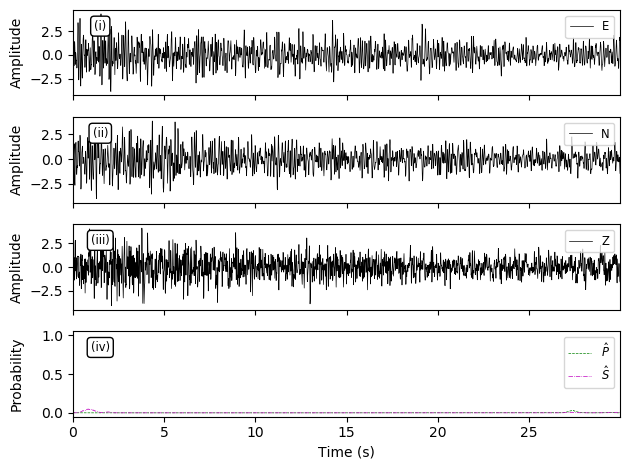 Amplitude
2.5
0.0
−2.5
(i)
E
Amplitude
2.5
0.0
−2.5
(ii)
N
Amplitude
2.5
0.0
−2.5
(iii)
Z
Probability
1.0
0.5
0.0
(iv)
P̂
Ŝ
0 5 10 15 20 25
Time (s)